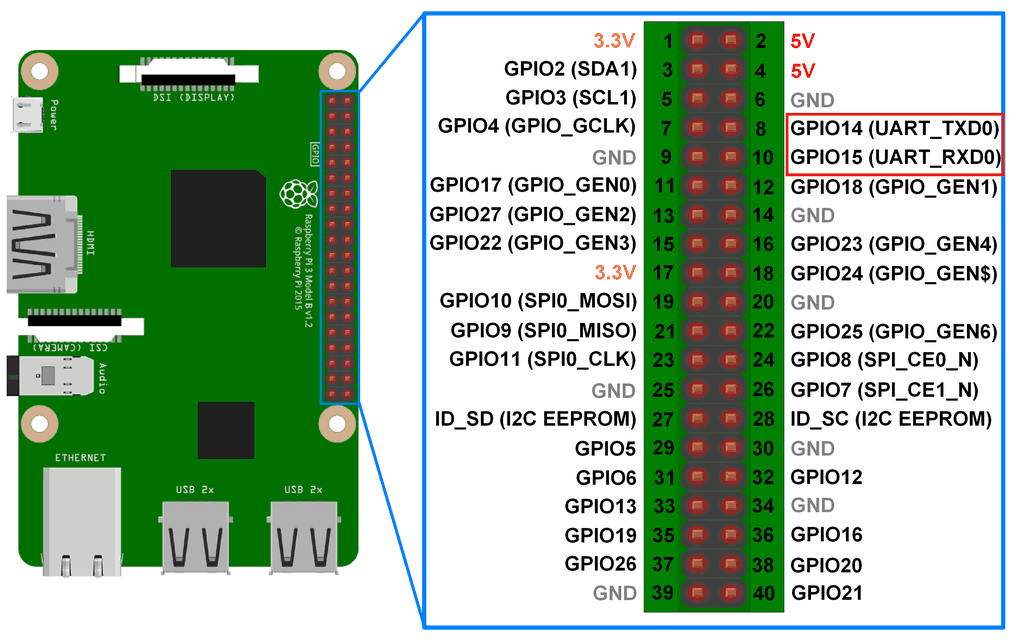 DSI (DISPLAY)
Power
GPIO
HDMI
Raspberry Pi 3 Model B v1.2
© Raspberry Pi 2015
CSI (CAMERA)
Audio
ETHERNET
USB 2x
USB 2x
3.3V 1 2 5V
GPIO2 (SDA1) 3 4 5V
GPIO3 (SCL1) 5 6 GND
GPIO4 (GPIO_GCLK) 7 8 GPIO14 (UART_TXD0)
GND 9 10 GPIO15 (UART_RXD0)
GPIO17 (GPIO_GEN0) 11 12 GPIO18 (GPIO_GEN1)
GPIO27 (GPIO_GEN2) 13 14 GND
GPIO22 (GPIO_GEN3) 15 16 GPIO23 (GPIO_GEN4)
3.3V 17 18 GPIO24 (GPIO_GEN$)
GPIO10 (SPI0_MOSI) 19 20 GND
GPIO9 (SPI0_MISO) 21 22 GPIO25 (GPIO_GEN6)
GPIO11 (SPI0_CLK) 23 24 GPIO8 (SPI_CE0_N)
GND 25 26 GPIO7 (SPI_CE1_N)
ID_SD (I2C EEPROM) 27 28 ID_SC (I2C EEPROM)
GPIO5 29 30 GND
GPIO6 31 32 GPIO12
GPIO13 33 34 GND
GPIO19 35 36 GPIO16
GPIO26 37 38 GPIO20
GND 39 40 GPIO21